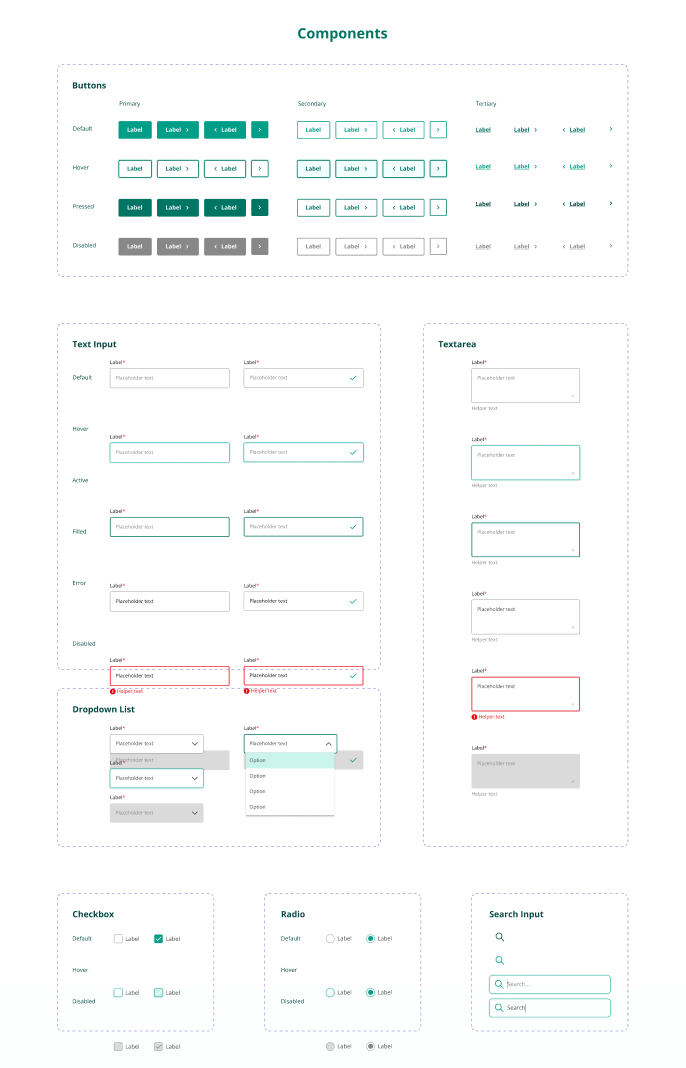 Components
Buttons
Primary
Secondary
Tertiary
Default
Label
Label
Label
Label
Label
Label
Label
Label
Label
Hover
Label
Label
Label
Label
Label
Label
Label
Label
Label
Pressed
Label
Label
Label
Label
Label
Label
Label
Label
Label
Disabled
Label
Label
Label
Label
Label
Label
Label
Label
Label
Text Input
Label*
Label*
Default
Placeholder text
Placeholder text
Hover
Label*
Label*
Placeholder text
Placeholder text
Active
Label*
Label*
Filled
Placeholder text
Placeholder text
Error
Label*
Label*
Placeholder text
Placeholder text
Disabled
Label*
Label*
Placeholder text
Placeholder text
Helper text
Helper text
Textarea
Label*
Placeholder text
Helper text
Label*
Placeholder text
Helper text
Label*
Placeholder text
Helper text
Label*
Placeholder text
Helper text
Label*
Placeholder text
Helper text
Label*
Placeholder text
Helper text
Dropdown List
Label*
Label*
Placeholder text
Placeholder text
Placeholder text
Label*
Placeholder text
Label*
Placeholder text
Option
Option
Option
Option
Checkbox
Default
Label
Label
Hover
Label
Label
Disabled
Label
Label
Radio
Default
Label
Label
Hover
Label
Label
Disabled
Label
Label
Search Input
Search...
Search